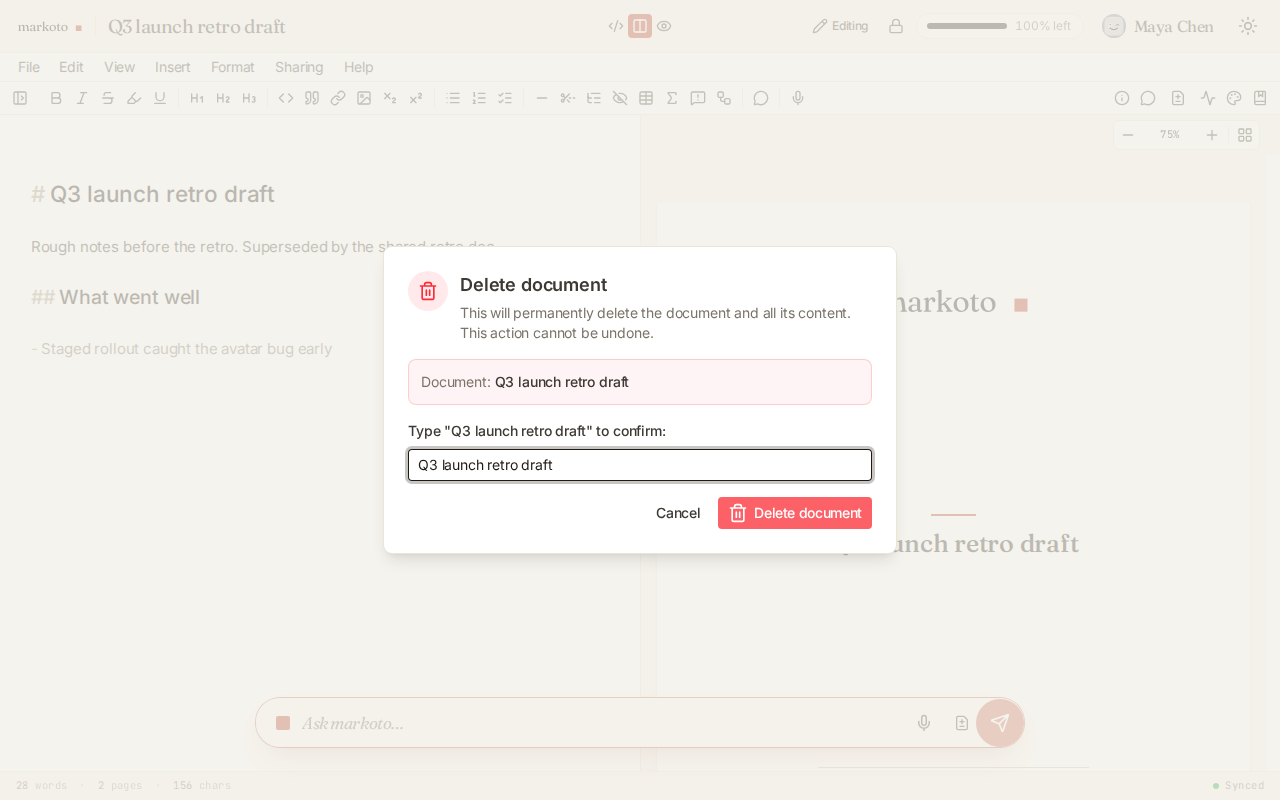 markoto
Q3 launch retro draft
Editing
100% left
Maya Chen
File Edit View Insert Format Sharing Help
H1 H2 H3
75%
# Q3 launch retro draft
Rough notes before the retro. Superseded by the shared retro doc.
## What went well
- Staged rollout caught the avatar bug early
Delete document
This will permanently delete the document and all its content.
This action cannot be undone.
Document: Q3 launch retro draft
Type "Q3 launch retro draft" to confirm:
Q3 launch retro draft
Cancel
Delete document
markoto
launch retro draft
Ask markoto...
28 words · 2 pages · 156 chars
Synced